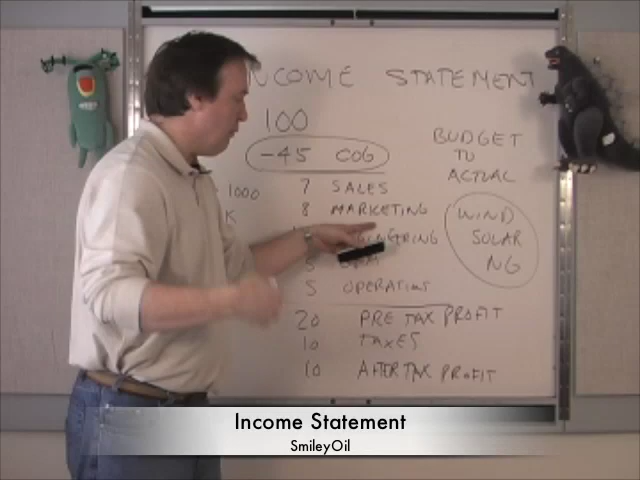 INCOME STATEMENT
100
-45 COG
BUDGET
TO
ACTUAL
1000
K
7 SALES
8 MARKETING
WIND
SOLAR
NG
5 OPERATIONS
20 PRE TAX PROFIT
10 TAXES
10 AFTER TAX PROFIT
Income Statement
SmileyOil